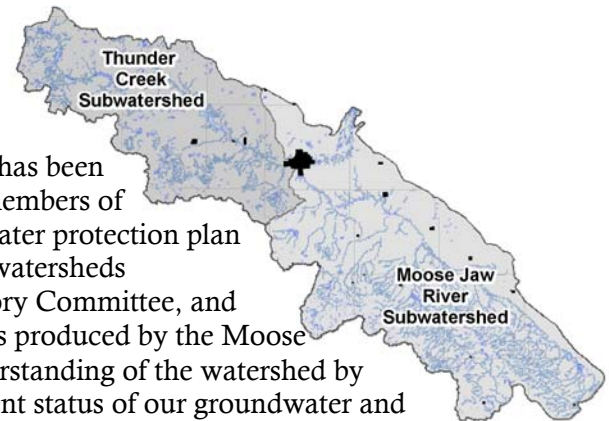 Thunder
Creek
Subwatershed
has been
embers of
ater protection plan
watersheds
ory Committee, and
s produced by the Moose
erstanding of the watershed by
nt status of our groundwater and
Moose Jaw
River
Subwatershed